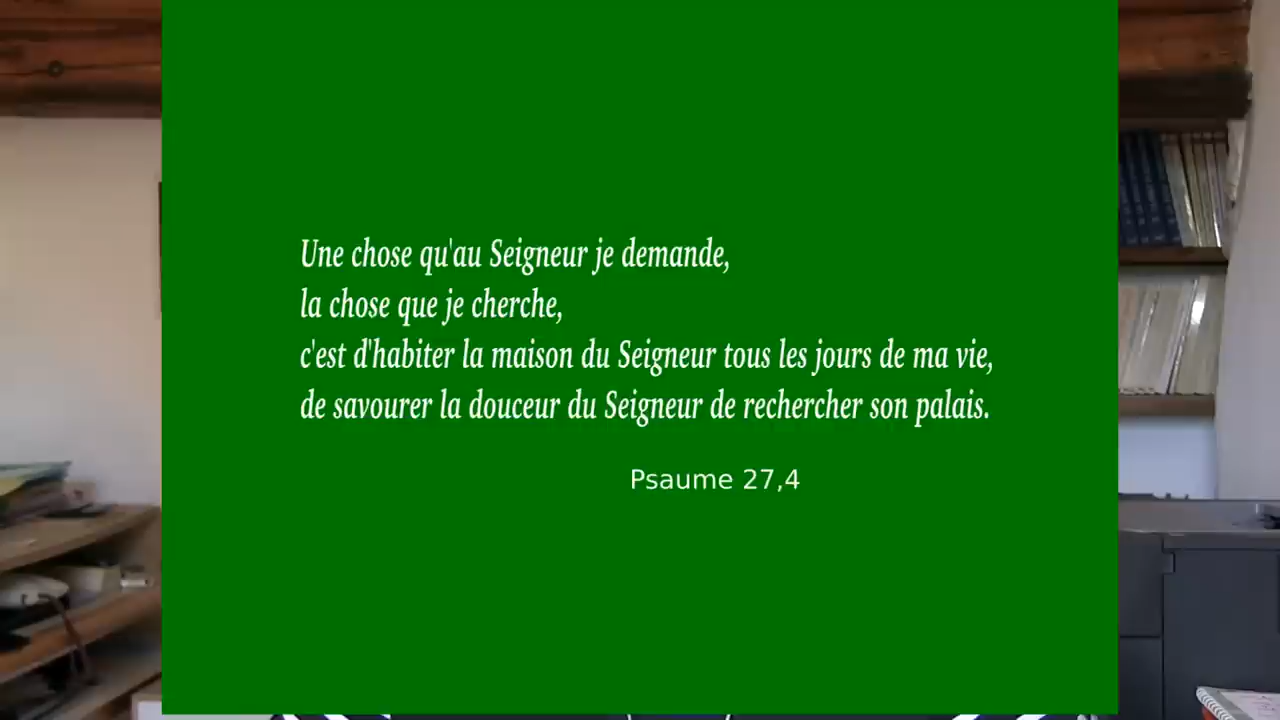 Une chose qu'au Seigneur je demande,
la chose que je cherche,
c'est d'habiter la maison du Seigneur tous les jours de ma vie,
de savourer la douceur du Seigneur de rechercher son palais.
Psaume 27,4